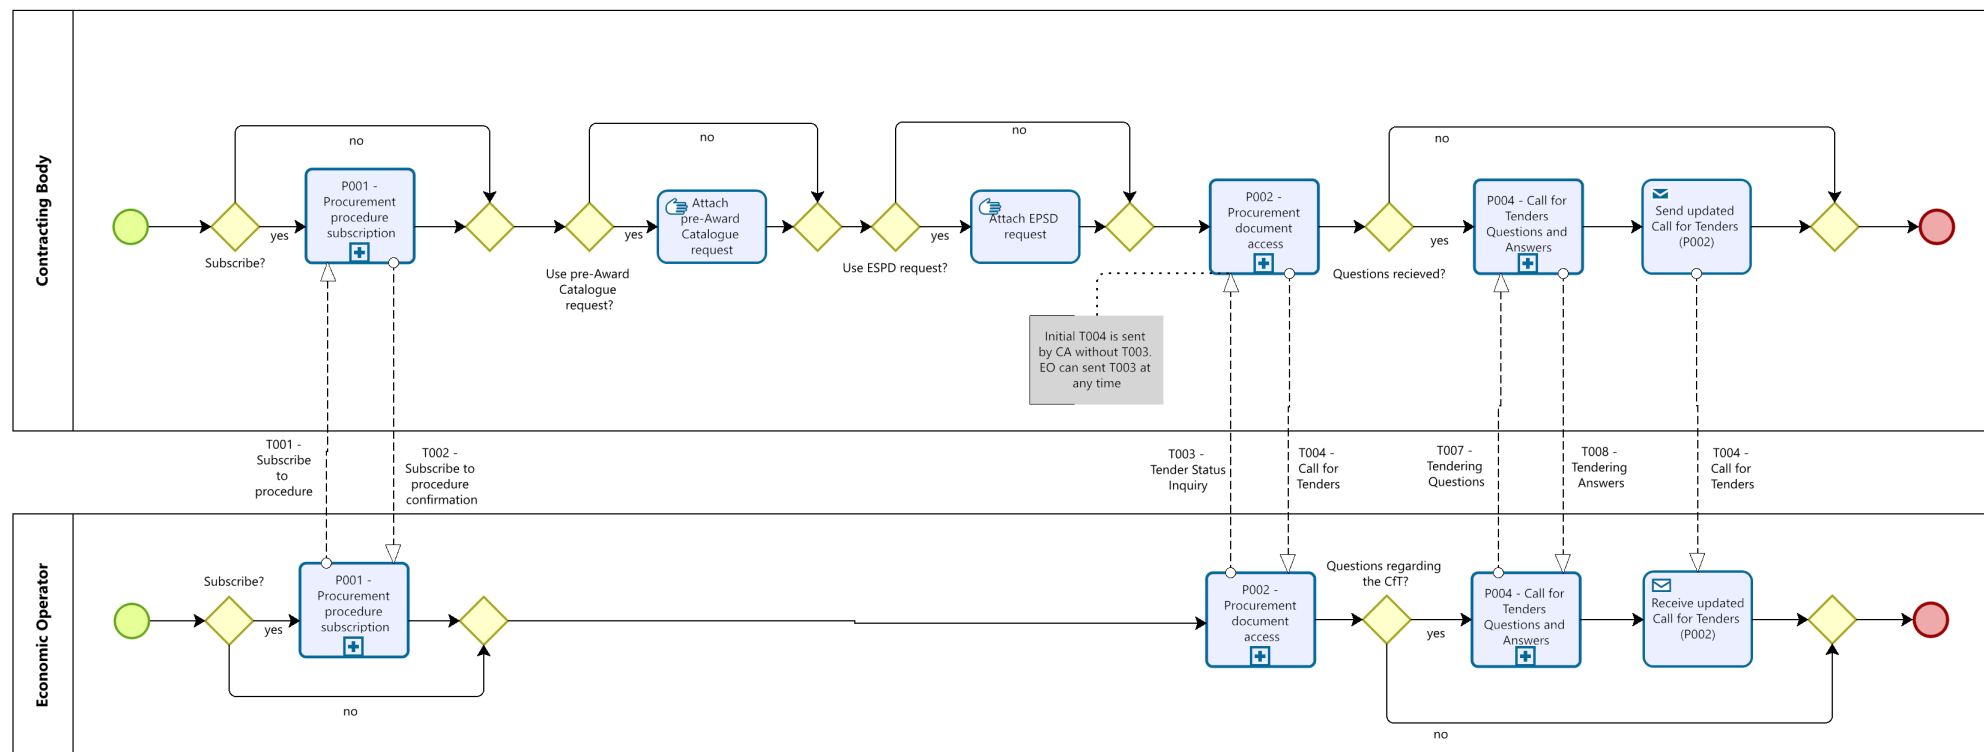 Contracting Body
no
no
no
no
P001 -
Procurement
procedure
subscription
yes
Subscribe?
Attach
pre-Award
Catalogue
request
yes
Use pre-Award
Catalogue
request?
Attach EPSD
request
yes
Use ESPD request?
P002 -
Procurement
document
access
Questions recieved?
yes
P004 - Call for
Tenders
Questions and
Answers
Send updated
Call for Tenders
(P002)
Initial T004 is sent
by CA without T003.
EO can sent T003 at
any time
T001 -
Subscribe
to
procedure
T002 -
Subscribe to
procedure
confirmation
T003 -
Tender Status
Inquiry
T004 -
Call for
Tenders
T007 -
Tendering
Questions
T008 -
Tendering
Answers
T004 -
Call for
Tenders
Economic Operator
Subscribe?
yes
P001 -
Procurement
procedure
subscription
no
P002 -
Procurement
document
access
Questions regarding
the CfT?
yes
P004 - Call for
Tenders
Questions and
Answers
Receive updated
Call for Tenders
(P002)
no